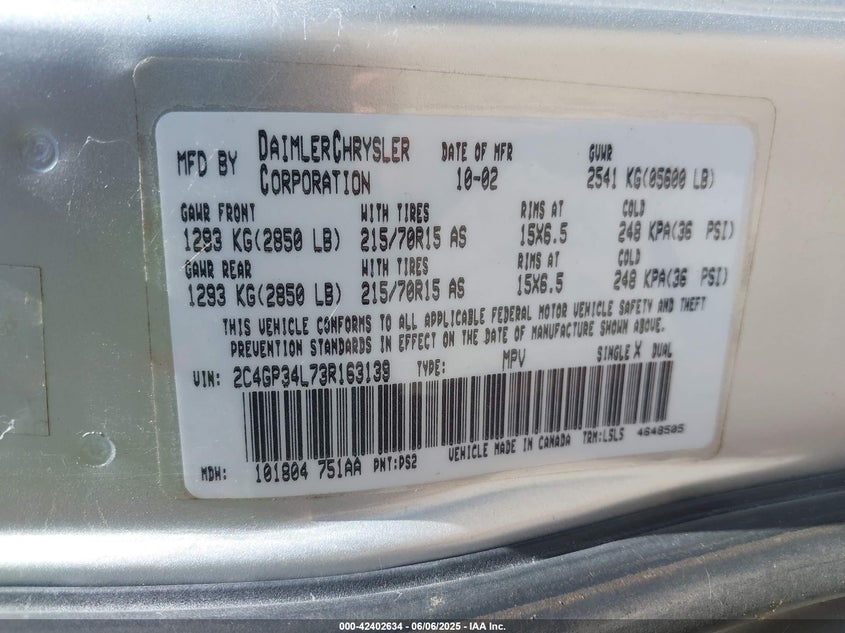 MFD BY DAIMLERCHRYSLER CORPORATION DATE OF MFR 10-02 GVWR 2541 KG(05600 LB)
GAWR FRONT WITH TIRES RIMS AT COLD
1293 KG(2850 LB) 215/70R15 AS 15X6.5 248 KPA(36 PSI)
GAWR REAR WITH TIRES RIMS AT COLD
1293 KG(2850 LB) 215/70R15 AS 15X6.5 248 KPA(36 PSI)
THIS VEHICLE CONFORMS TO ALL APPLICABLE FEDERAL MOTOR VEHICLE SAFETY AND THEFT
PREVENTION STANDARDS IN EFFECT ON THE DATE OF MANUFACTURE SHOWN ABOVE.
VIN: 2C4GP34L73R163139 TYPE: MPV SINGLE X DUAL
MDH: 101804 751AA PNT:PS2 VEHICLE MADE IN CANADA TRM:LSLS 4648505
000-42402634 - 06/06/2025 - IAA Inc.